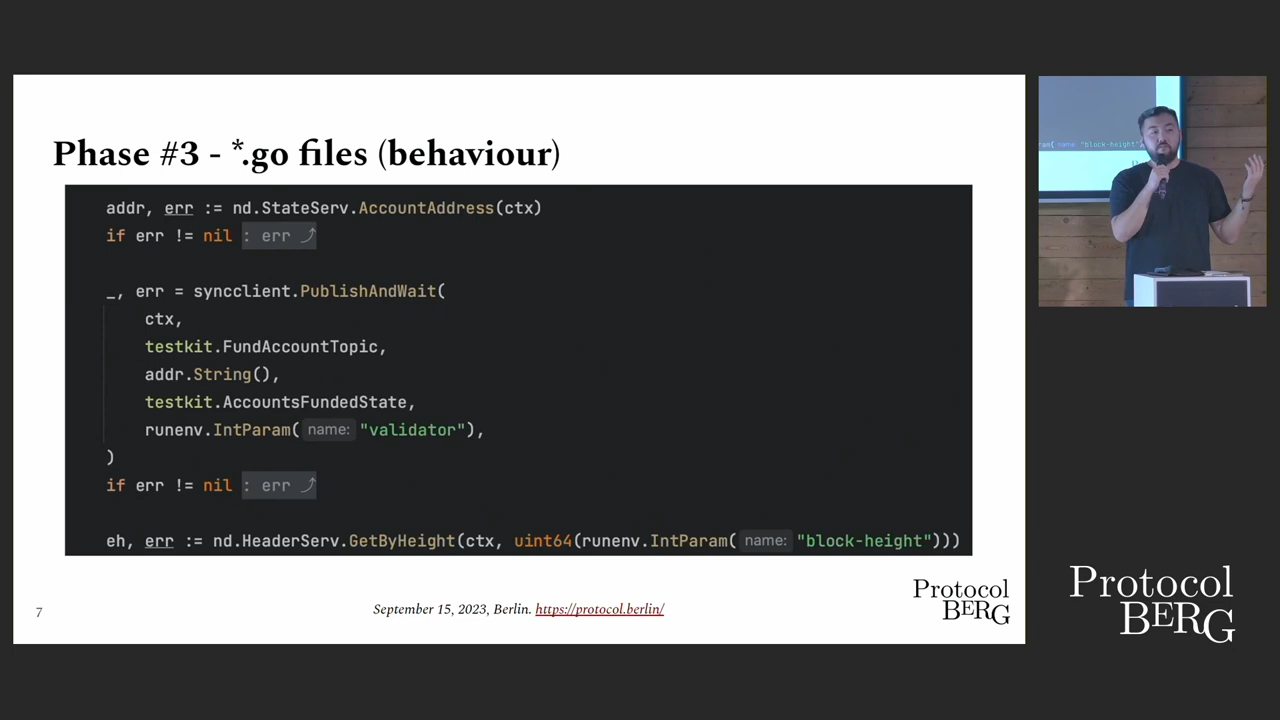 Phase #3 - *.go files (behaviour)
addr, err := nd.StateServ.AccountAddress(ctx)
if err != nil : err ⤴
_, err = syncclient.PublishAndWait(
ctx,
testkit.FundAccountTopic,
addr.String(),
testkit.AccountsFundedState,
runenv.IntParam( name: "validator"),
)
if err != nil : err ⤴
eh, err := nd.HeaderServ.GetByHeight(ctx, uint64(runenv.IntParam( name: "block-height")))
7
September 15, 2023, Berlin. https://protocol.berlin/
Protocol
BERG
name: "block-height"
Protocol
BERG